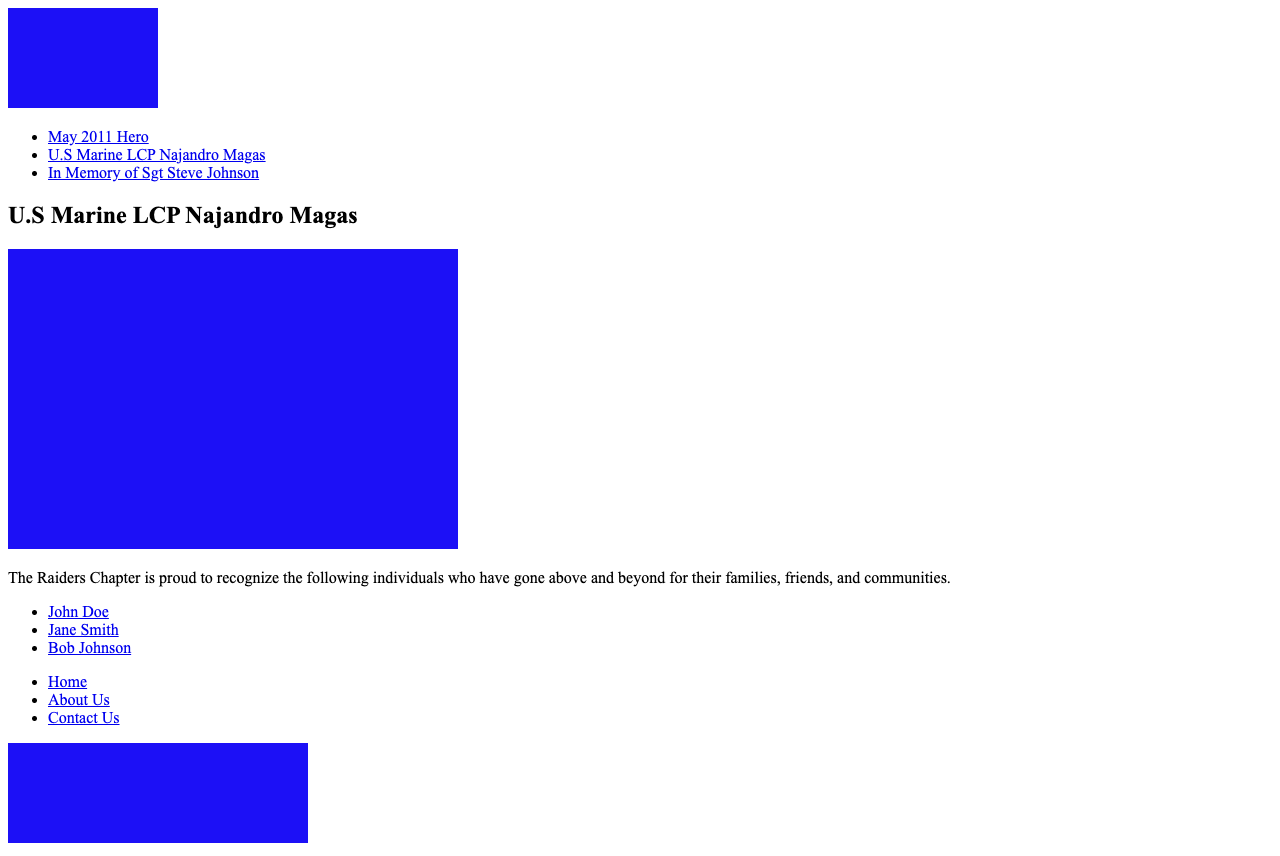 May 2011 Hero
U.S Marine LCP Najandro Magas
In Memory of Sgt Steve Johnson
U.S Marine LCP Najandro Magas
The Raiders Chapter is proud to recognize the following individuals who have gone above and beyond for their families, friends, and communities.
John Doe
Jane Smith
Bob Johnson
Home
About Us
Contact Us